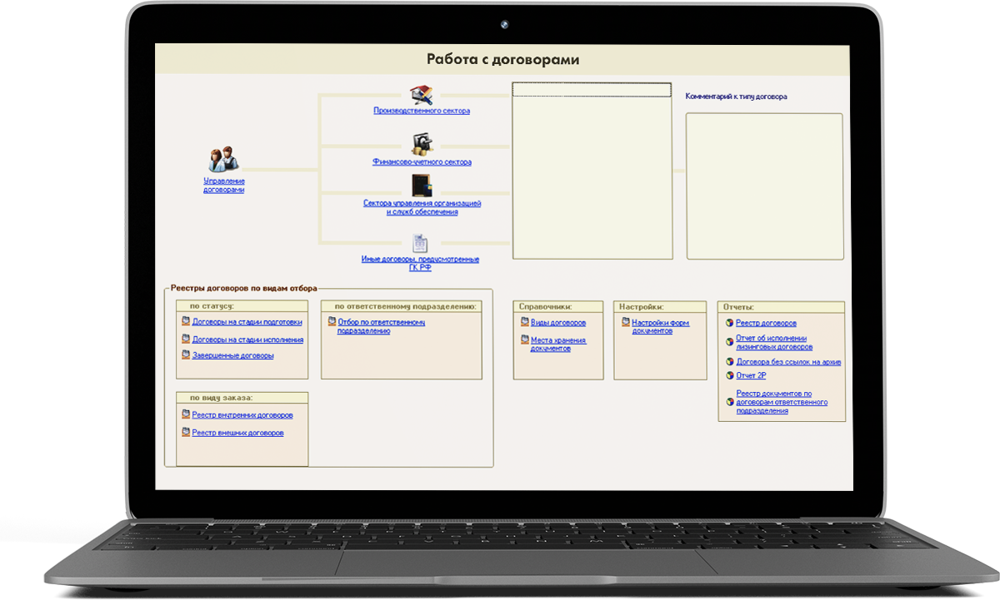 Работа с договорами
Производственного сектора
Комментарий к типу договора
Финансово-учетного сектора
Управление
договорами
Сектора управления организацией
и служб обеспечения
Иные договоры, предусмотренные
ГК РФ
Реестры договоров по видам отбора
по статусу:
Договоры на стадии подготовки
Договоры на стадии исполнения
Завершенные договоры
по ответственному подразделению:
Отбор по ответственному
подразделению
по виду заказа:
Реестр внутренних договоров
Реестр внешних договоров
Справочники:
Виды договоров
Места хранения
документов
Настройки:
Настройки форм
документов
Отчеты:
Реестр договоров
Отчет об исполнении
лизинговых договоров
Договора без ссылок на архив
Отчет 2Р
Реестр документов по
договорам ответственного
подразделения